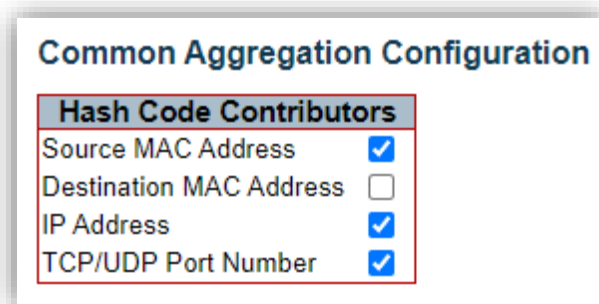 Common Aggregation Configuration
Hash Code Contributors
Source MAC Address
Destination MAC Address
IP Address
TCP/UDP Port Number